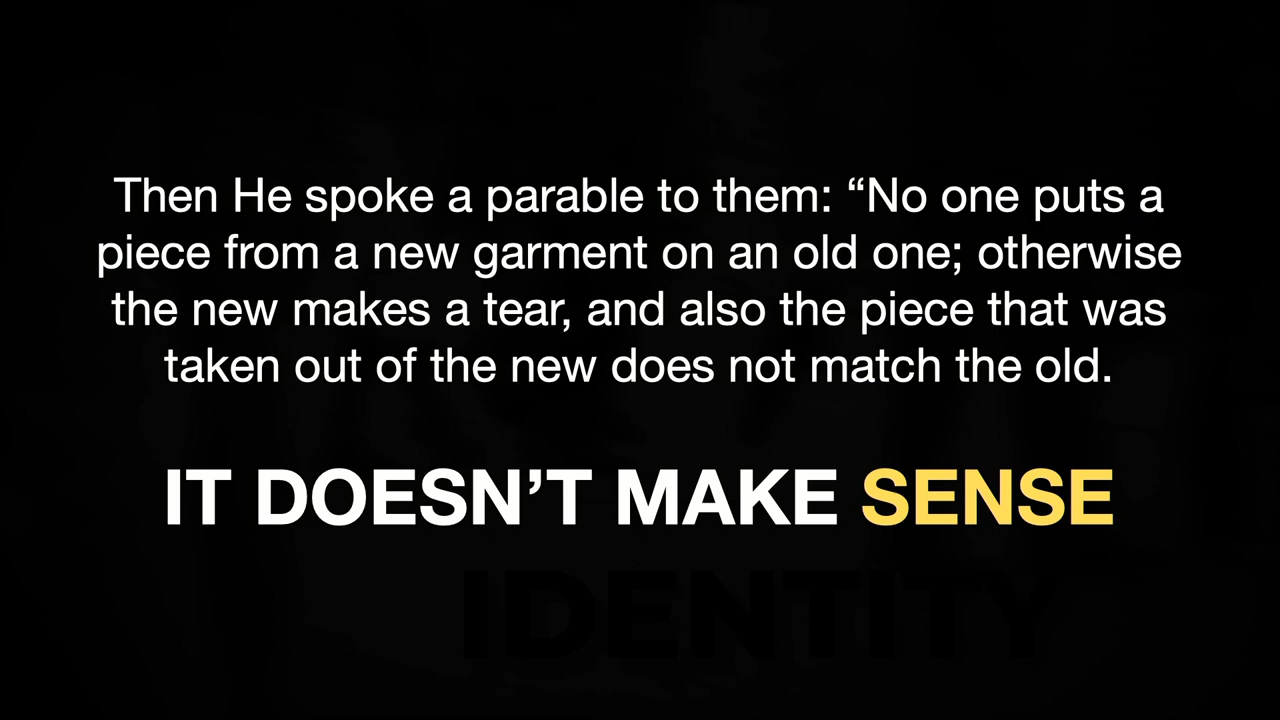 Then He spoke a parable to them: “No one puts a
piece from a new garment on an old one; otherwise
the new makes a tear, and also the piece that was
taken out of the new does not match the old.
IT DOESN’T MAKE SENSE
IDENTITY